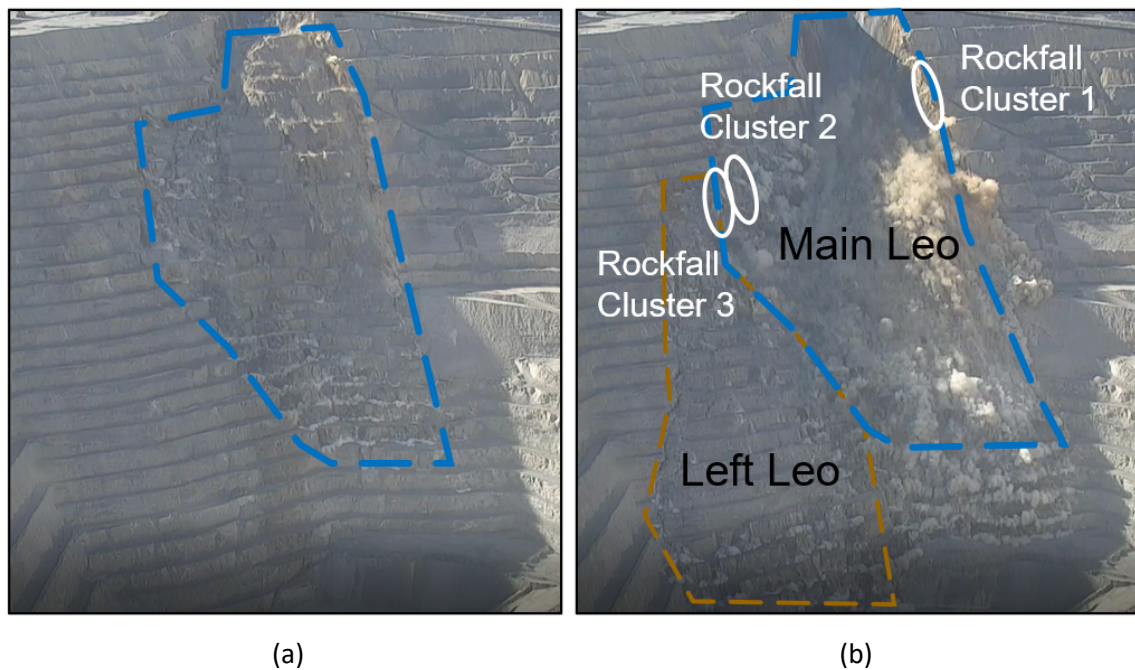 Rockfall
Cluster 1
Rockfall
Cluster 2
Main Leo
Rockfall
Cluster 3
Left Leo
(a)
(b)